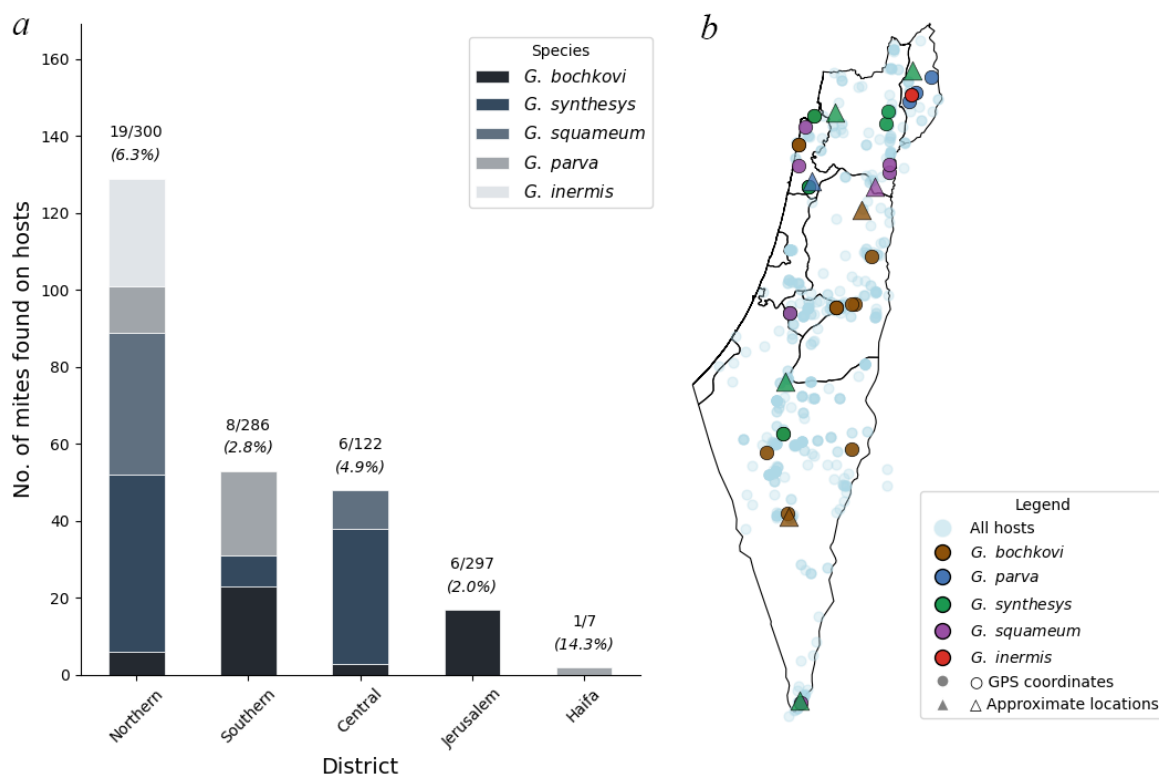 a
160
140
120
100
80
60
40
20
0
No. of mites found on hosts
19/300
(6.3%)
8/286
(2.8%)
6/122
(4.9%)
6/297
(2.0%)
1/7
(14.3%)
Species
G. bochkovi
G. synthesys
G. squameum
G. parva
G. inermis
Northern
Southern
Central
Jerusalem
Haifa
District
b
Legend
All hosts
G. bochkovi
G. parva
G. synthesys
G. squameum
G. inermis
○ GPS coordinates
△ Approximate locations